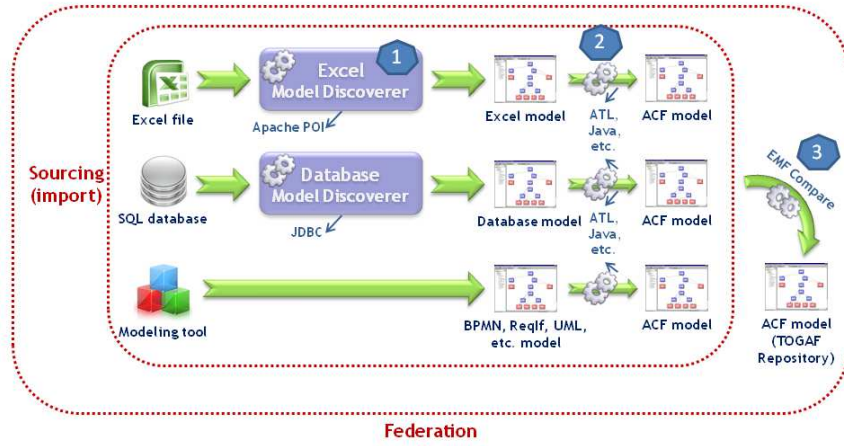 1
2
Excel
Model Discoverer
Excel file
Apache POI
Excel model
ATL,
Java,
etc.
ACF model
3
EMF Compare
Sourcing
(import)
Database
Model Discoverer
SQL database
JDBC
Database model
ATL,
Java,
etc.
ACF model
Modeling tool
BPMN, ReqIf, UML,
etc. model
ACF model
ACF model
(TOGAF
Repository)
Federation